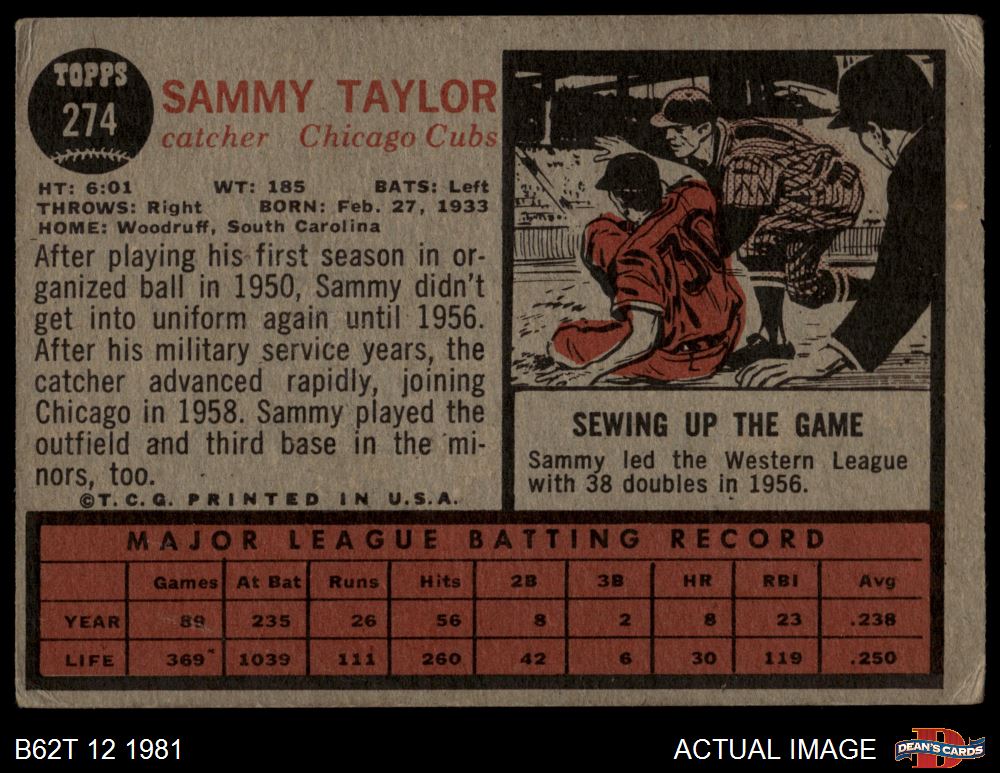 TOPPS
274
SAMMY TAYLOR
catcher Chicago Cubs
HT: 6:01 WT: 185 BATS: Left
THROWS: Right BORN: Feb. 27, 1933
HOME: Woodruff, South Carolina
After playing his first season in or-
ganized ball in 1950, Sammy didn't
get into uniform again until 1956.
After his military service years, the
catcher advanced rapidly, joining
Chicago in 1958. Sammy played the
outfield and third base in the mi-
nors, too.
©T.C.G. PRINTED IN U.S.A.
30
SEWING UP THE GAME
Sammy led the Western League
with 38 doubles in 1956.
MAJOR LEAGUE BATTING RECORD
Games At Bat Runs Hits 2B 3B HR RBI Avg
YEAR 89 235 26 56 8 2 8 23 .238
LIFE 369 1039 111 260 42 6 30 119 .250
B62T 12 1981
ACTUAL IMAGE
D
DEAN'S CARDS